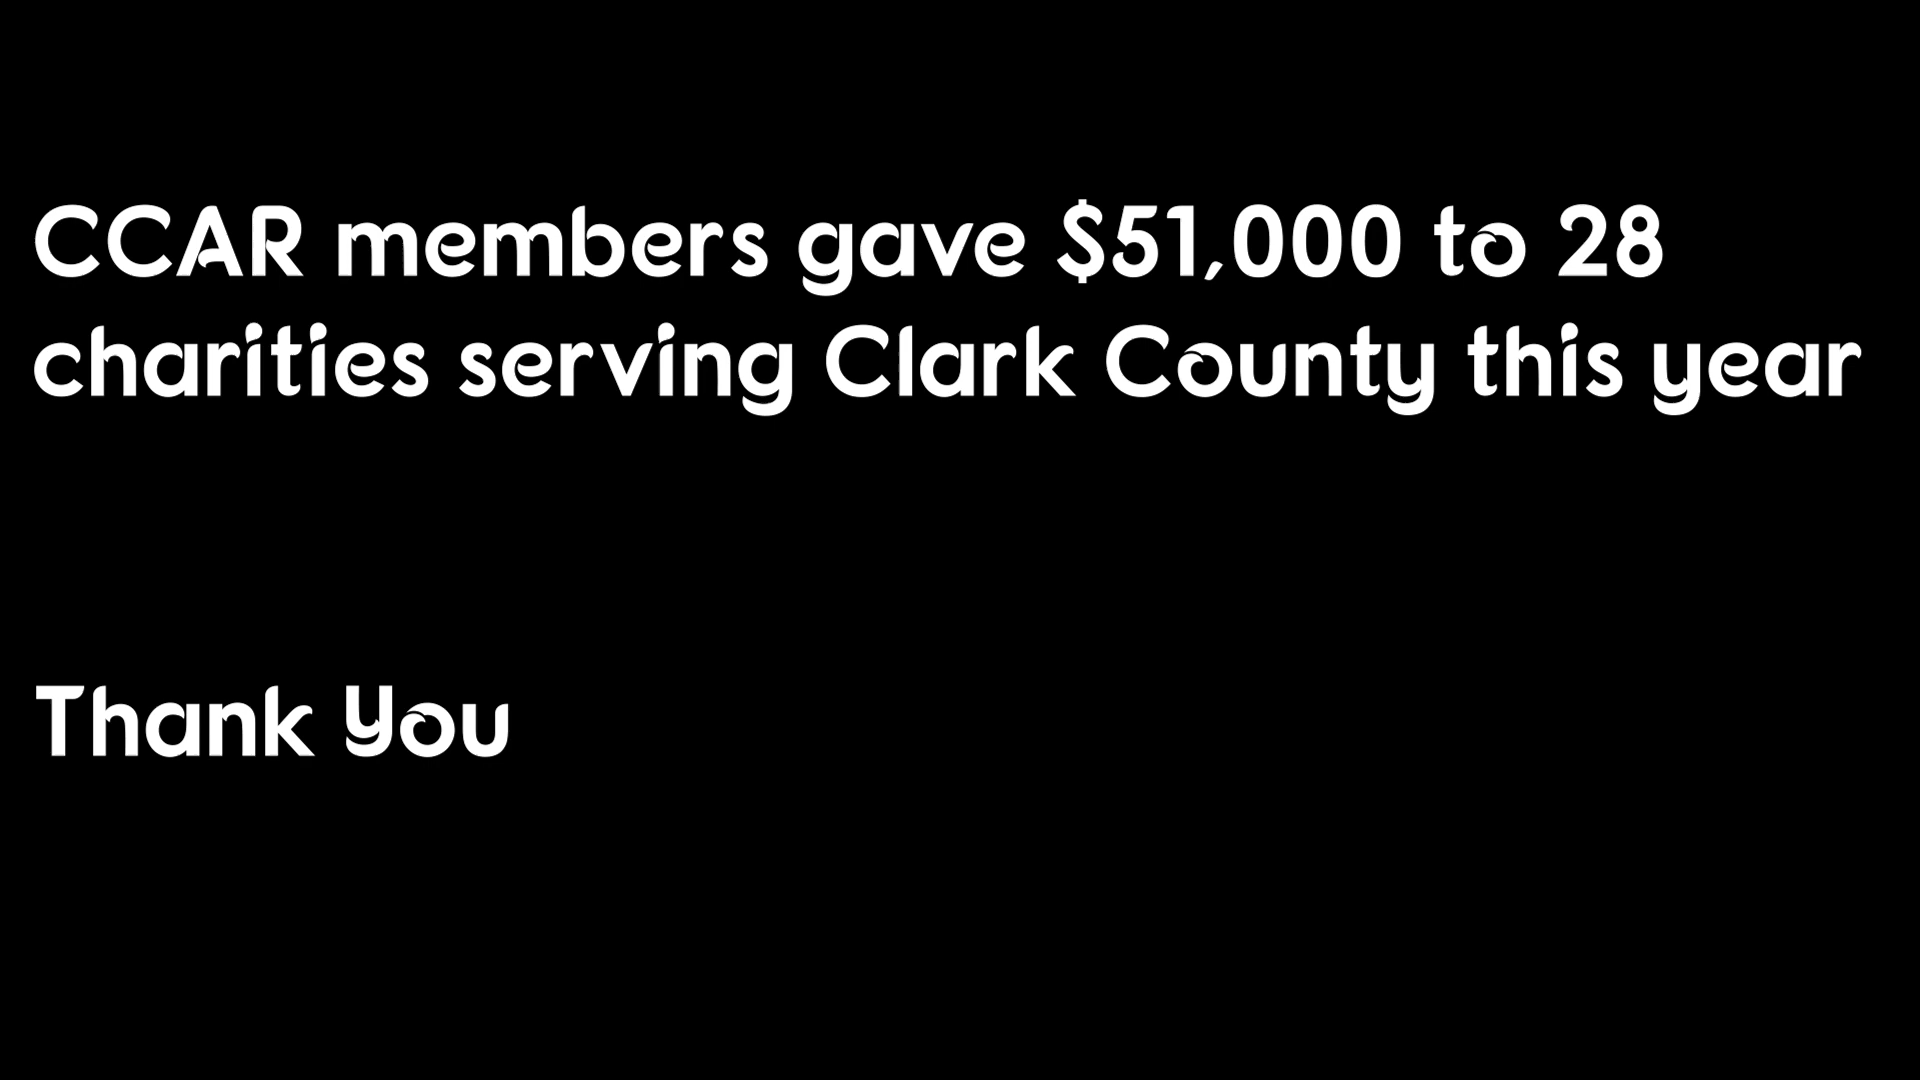 CCAR members gave $51,000 to 28
charities serving Clark County this year
Thank You